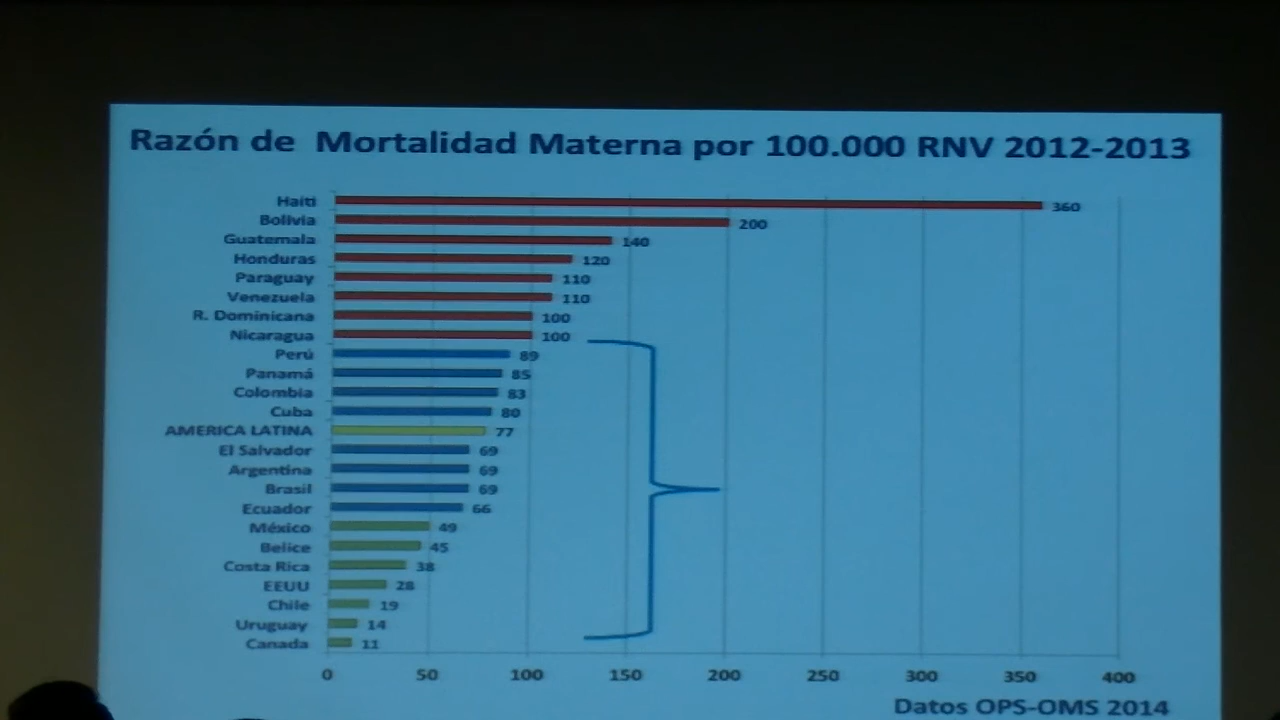 Razón de Mortalidad Materna por 100.000 RNV 2012-2013
Haití 360
Bolivia 200
Guatemala 140
Honduras 120
Paraguay 110
Venezuela 110
R. Dominicana 100
Nicaragua 100
Perú 89
Panamá 85
Colombia 83
Cuba 80
AMERICA LATINA 77
El Salvador 69
Argentina 69
Brasil 69
Ecuador 66
México 49
Belice 45
Costa Rica 38
EEUU 28
Chile 19
Uruguay 14
Canada 11
0 50 100 150 200 250 300 350 400
Datos OPS-OMS 2014